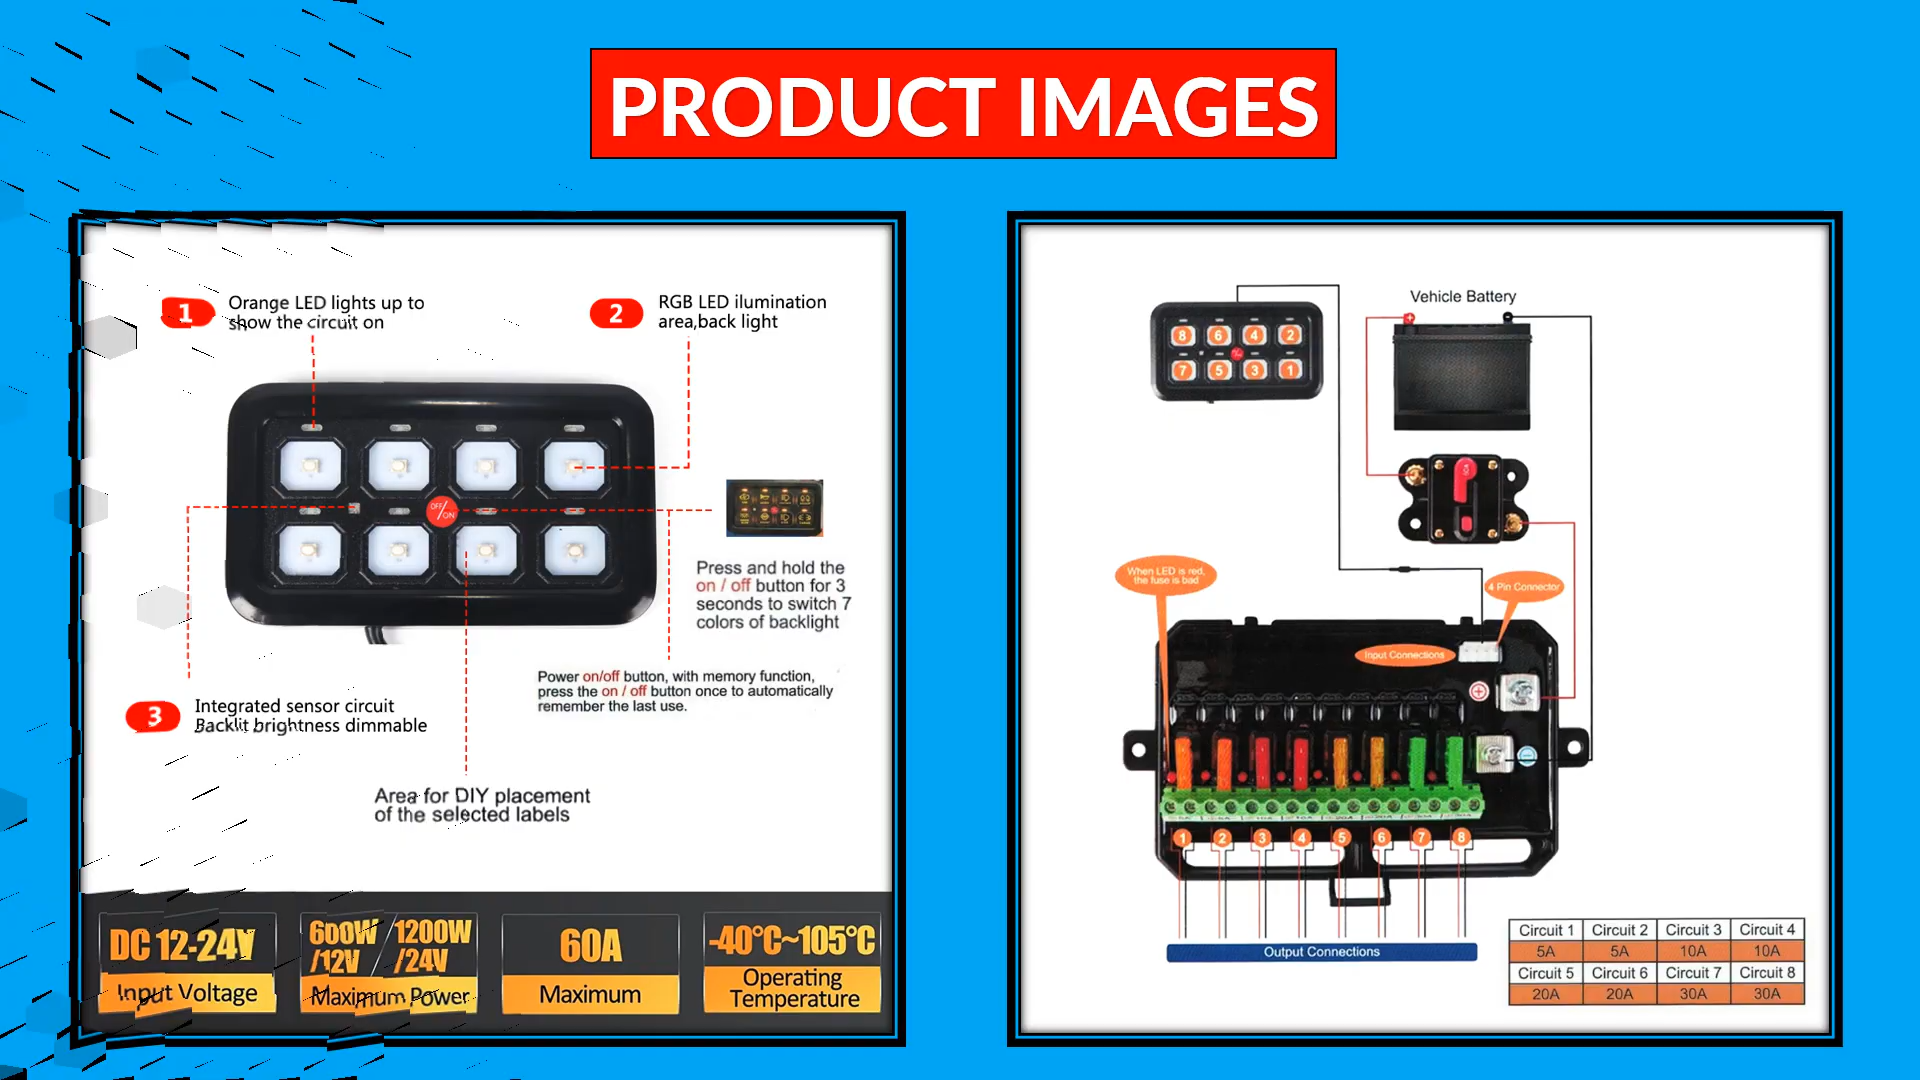 PRODUCT IMAGES
1
Orange LED lights up to
show the circuit on
2
RGB LED ilumination
area,back light
OFF/ON
Press and hold the
on / off button for 3
seconds to switch 7
colors of backlight
Power on/off button, with memory function,
press the on / off button once to automatically
remember the last use.
3
Integrated sensor circuit
Backlit brightness dimmable
Area for DIY placement
of the selected labels
DC 12-24V
Input Voltage
600W/12V / 1200W/24V
Maximum Power
60A
Maximum
-40°C~105°C
Operating
Temperature
Vehicle Battery
8 6 4 2
7 5 3 1
When LED is red,
the fuse is bad
4 Pin Connector
Input Connections
1 2 3 4 5 6 7 8
Output Connections
Circuit 1 Circuit 2 Circuit 3 Circuit 4
5A 5A 10A 10A
Circuit 5 Circuit 6 Circuit 7 Circuit 8
20A 20A 30A 30A